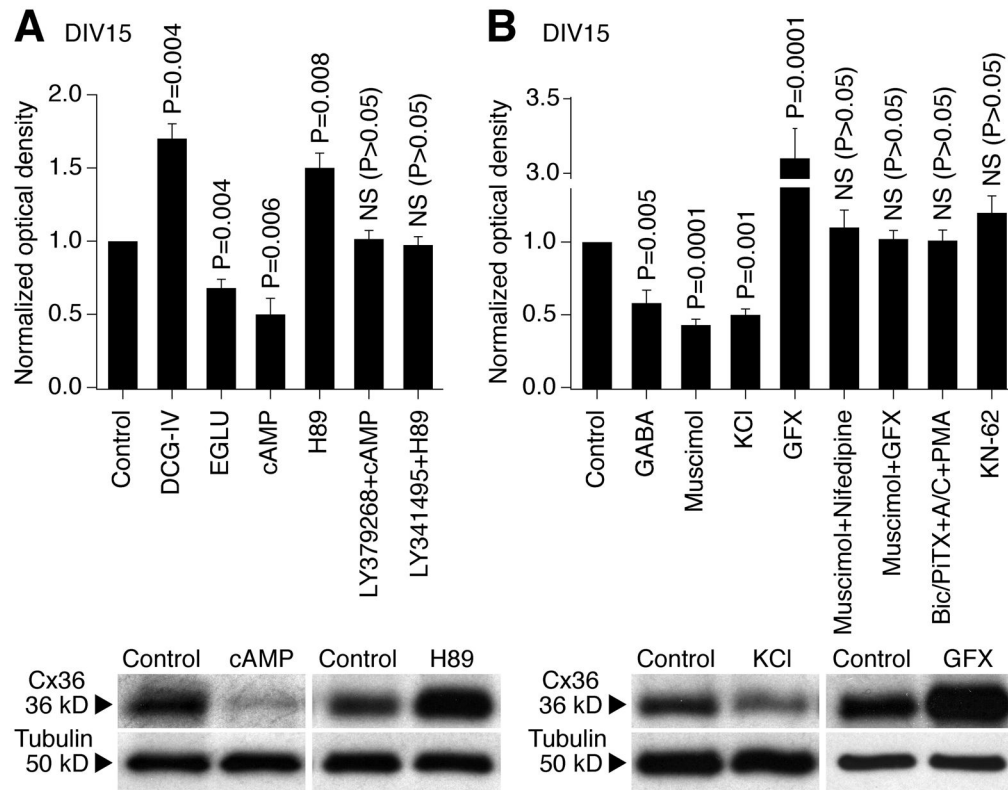 A DIV15
Normalized optical density
2.0
1.5
1.0
0.5
0.0
P=0.004
P=0.004
P=0.006
P=0.008
NS (P>0.05)
NS (P>0.05)
Control
DCG-IV
EGLU
cAMP
H89
LY379268+cAMP
LY341495+H89
Control cAMP Control H89
Cx36
36 kD
Tubulin
50 kD
B DIV15
Normalized optical density
3.5
3.0
1.0
0.5
0.0
P=0.005
P=0.0001
P=0.001
P=0.0001
NS (P>0.05)
NS (P>0.05)
NS (P>0.05)
NS (P>0.05)
Control
GABA
Muscimol
KCl
GFX
Muscimol+Nifedipine
Muscimol+GFX
Bic/PiTX+A/C+PMA
KN-62
Control KCl Control GFX
Cx36
36 kD
Tubulin
50 kD